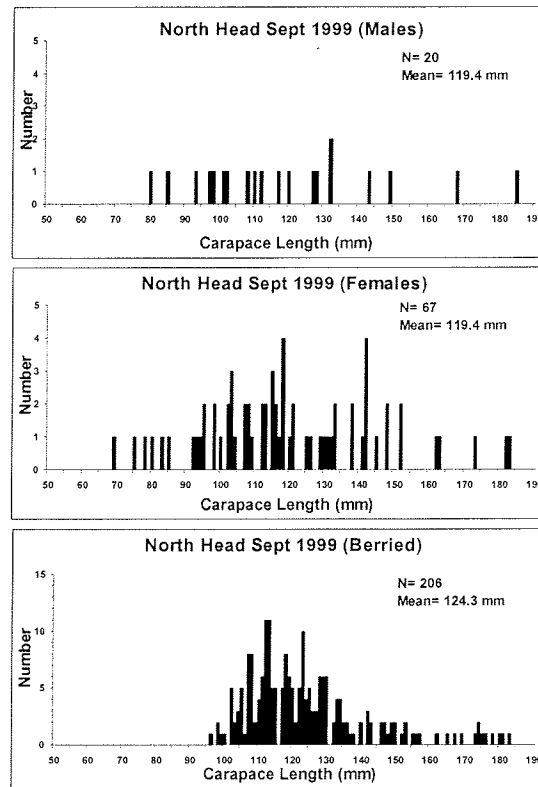 North Head Sept 1999 (Males)
N= 20
Mean= 119.4 mm
Number
5
4
3
2
1
0
50 60 70 80 90 100 110 120 130 140 150 160 170 180 190
Carapace Length (mm)
North Head Sept 1999 (Females)
N= 67
Mean= 119.4 mm
Number
5
4
3
2
1
0
50 60 70 80 90 100 110 120 130 140 150 160 170 180 190
Carapace Length (mm)
North Head Sept 1999 (Berried)
N= 206
Mean= 124.3 mm
Number
15
10
5
0
50 60 70 80 90 100 110 120 130 140 150 160 170 180 190
Carapace Length (mm)